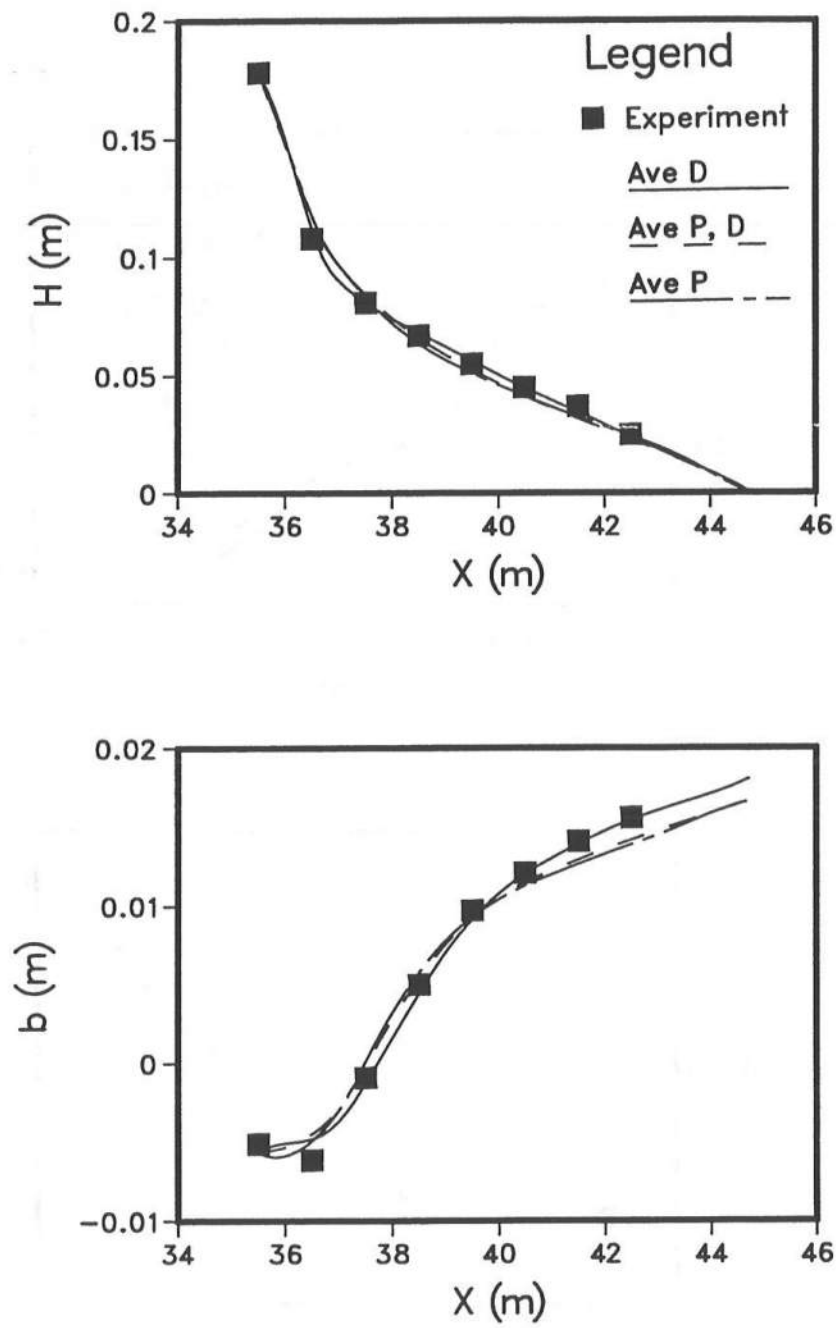 0.2
Legend
Experiment
0.15
Ave D
H (m)
Ave P, D
0.1
Ave P
0.05
0
34 36 38 40 42 44 46
X (m)
0.02
0.01
b (m)
0
-0.01
34 36 38 40 42 44 46
X (m)